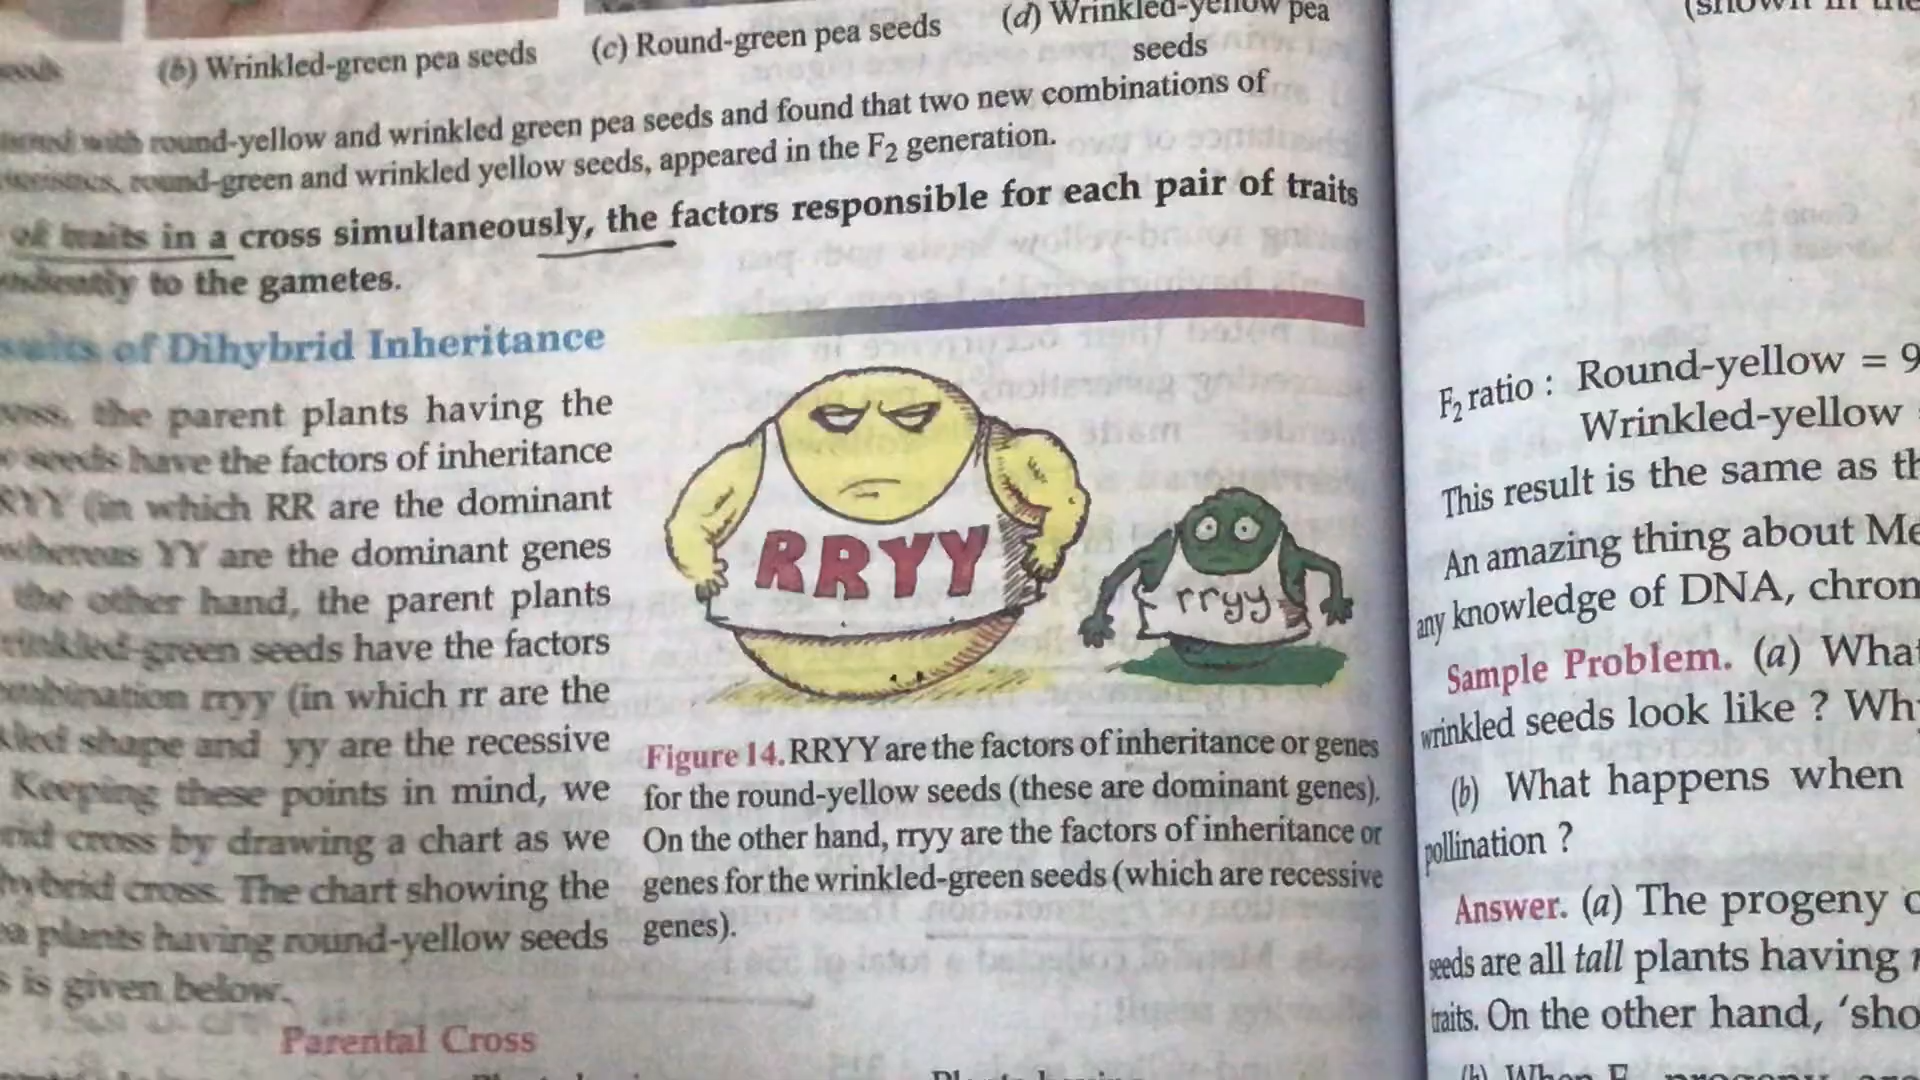 (b) Wrinkled-green pea seeds
(c) Round-green pea seeds
(d) Wrinkled-yellow pea
seeds
with round-yellow and wrinkled green pea seeds and found that two new combinations of
round-green and wrinkled yellow seeds, appeared in the F2 generation.
of traits in a cross simultaneously, the factors responsible for each pair of traits
to the gametes.
of Dihybrid Inheritance
the parent plants having the
seeds have the factors of inheritance
(in which RR are the dominant
whereas YY are the dominant genes
the other hand, the parent plants
green seeds have the factors
rryy (in which rr are the
shape and yy are the recessive
Keeping these points in mind, we
cross by drawing a chart as we
cross. The chart showing the
plants having round-yellow seeds
is given below.
Parental Cross
RRYY
rryy
Figure 14. RRYY are the factors of inheritance or genes
for the round-yellow seeds (these are dominant genes).
On the other hand, rryy are the factors of inheritance or
genes for the wrinkled-green seeds (which are recessive
genes).
F2 ratio : Round-yellow = 9
Wrinkled-yellow
This result is the same as
An amazing thing about
any knowledge of DNA,
Sample Problem. (a)
wrinkled seeds look like ?
(b) What happens when
pollination ?
Answer. (a) The progeny
seeds are all tall plants having
traits. On the other hand,